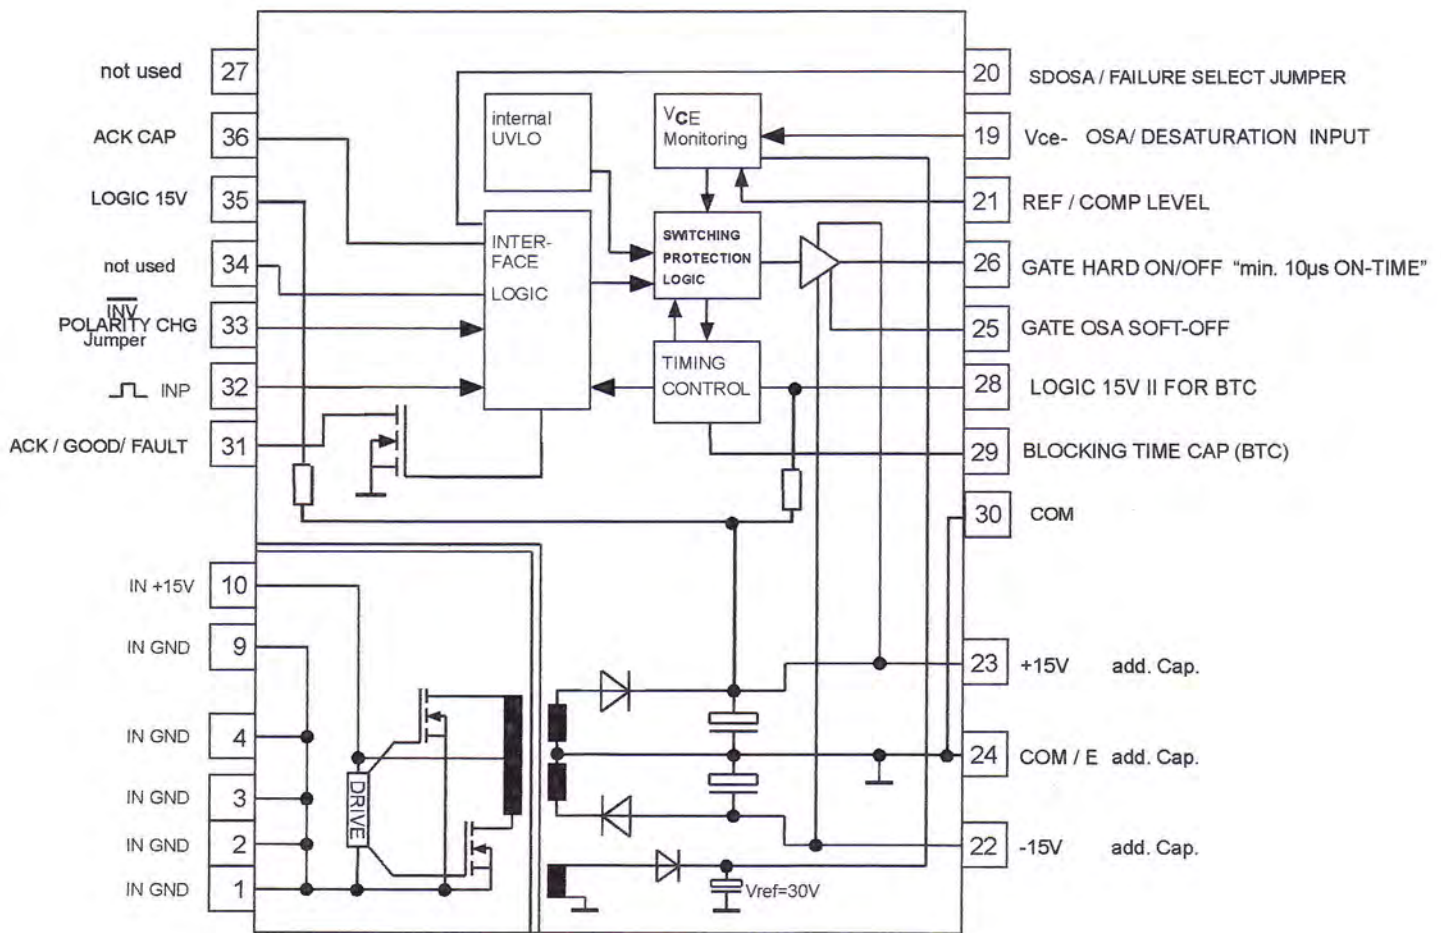 not used 27
ACK CAP 36
LOGIC 15V 35
not used 34
INV
POLARITY CHG 33
Jumper
INP 32
ACK / GOOD/ FAULT 31
IN +15V 10
IN GND 9
IN GND 4
IN GND 3
IN GND 2
IN GND 1
internal
UVLO
VCE
Monitoring
INTER-
FACE
LOGIC
SWITCHING
PROTECTION
LOGIC
TIMING
CONTROL
DRIVE
Vref=30V
20 SDOSA / FAILURE SELECT JUMPER
19 Vce- OSA/ DESATURATION INPUT
21 REF / COMP LEVEL
26 GATE HARD ON/OFF “min. 10µs ON-TIME”
25 GATE OSA SOFT-OFF
28 LOGIC 15V II FOR BTC
29 BLOCKING TIME CAP (BTC)
30 COM
23 +15V add. Cap.
24 COM / E add. Cap.
22 -15V add. Cap.